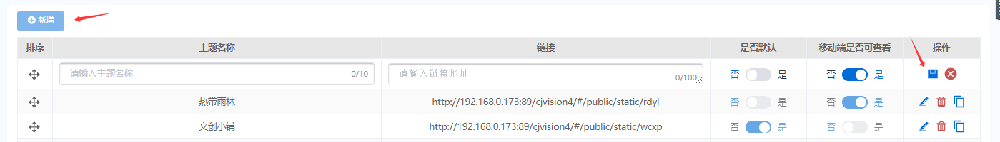 新增
排序 主题名称 链接 是否默认 移动端是否可查看 操作
请输入主题名称 0/10 请输入链接地址 0/100 否 是 否 是
热带雨林 http://192.168.0.173:89/cjvision4/#/public/static/rdyl 否 是 否 是
文创小铺 http://192.168.0.173:89/cjvision4/#/public/static/wcxp 否 是 否 是